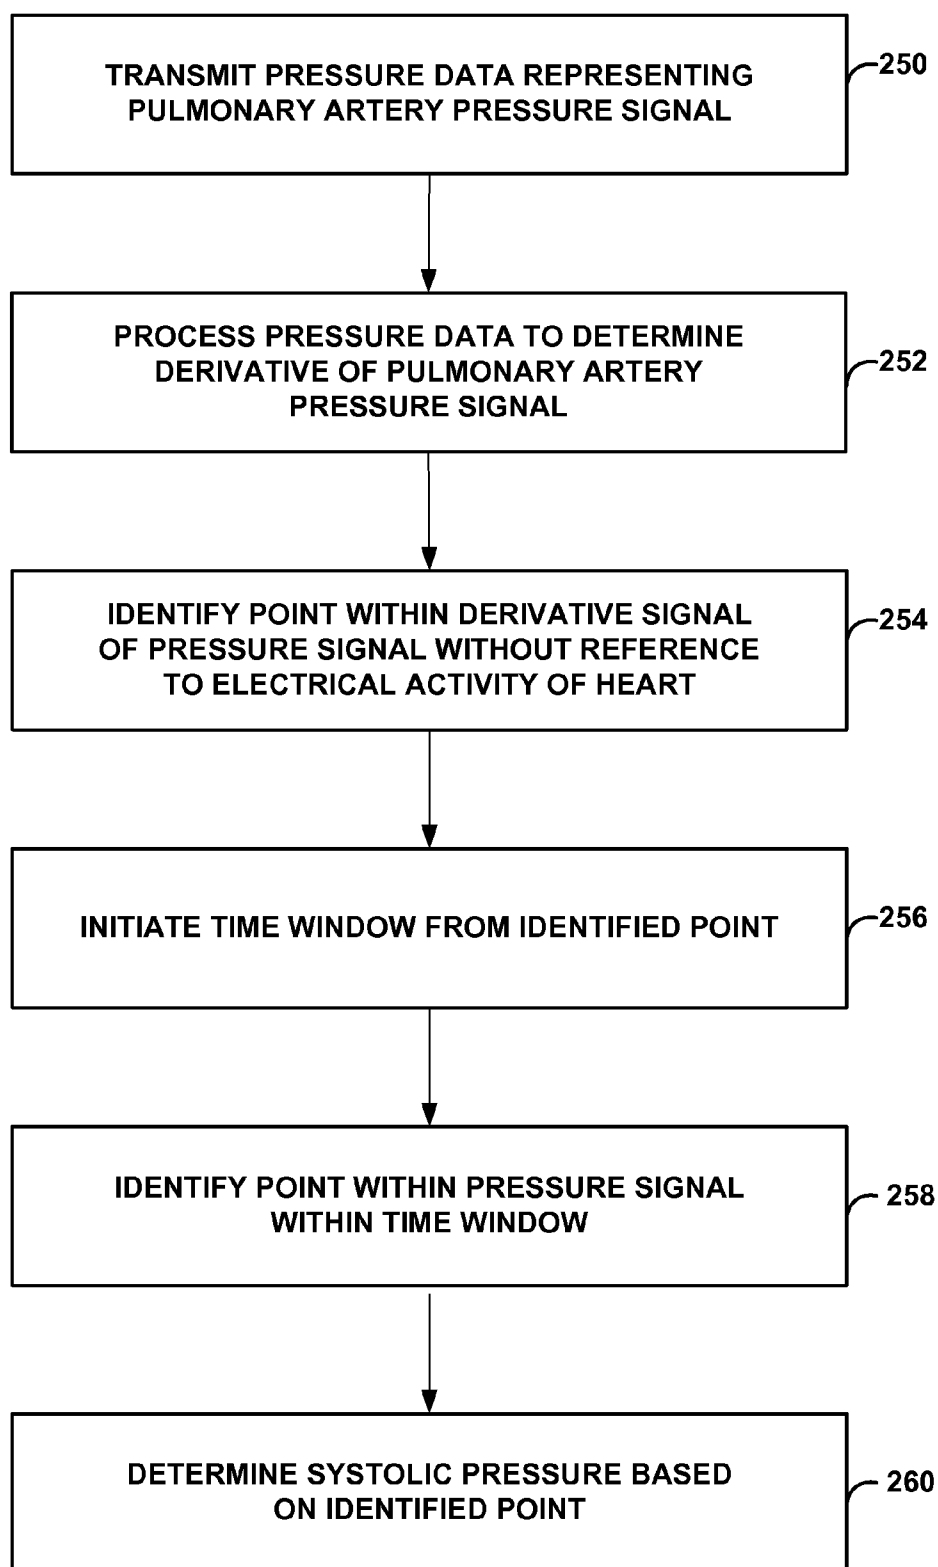 TRANSMIT PRESSURE DATA REPRESENTING
PULMONARY ARTERY PRESSURE SIGNAL
250
PROCESS PRESSURE DATA TO DETERMINE
DERIVATIVE OF PULMONARY ARTERY
PRESSURE SIGNAL
252
IDENTIFY POINT WITHIN DERIVATIVE SIGNAL
OF PRESSURE SIGNAL WITHOUT REFERENCE
TO ELECTRICAL ACTIVITY OF HEART
254
INITIATE TIME WINDOW FROM IDENTIFIED POINT
256
IDENTIFY POINT WITHIN PRESSURE SIGNAL
WITHIN TIME WINDOW
258
DETERMINE SYSTOLIC PRESSURE BASED
ON IDENTIFIED POINT
260